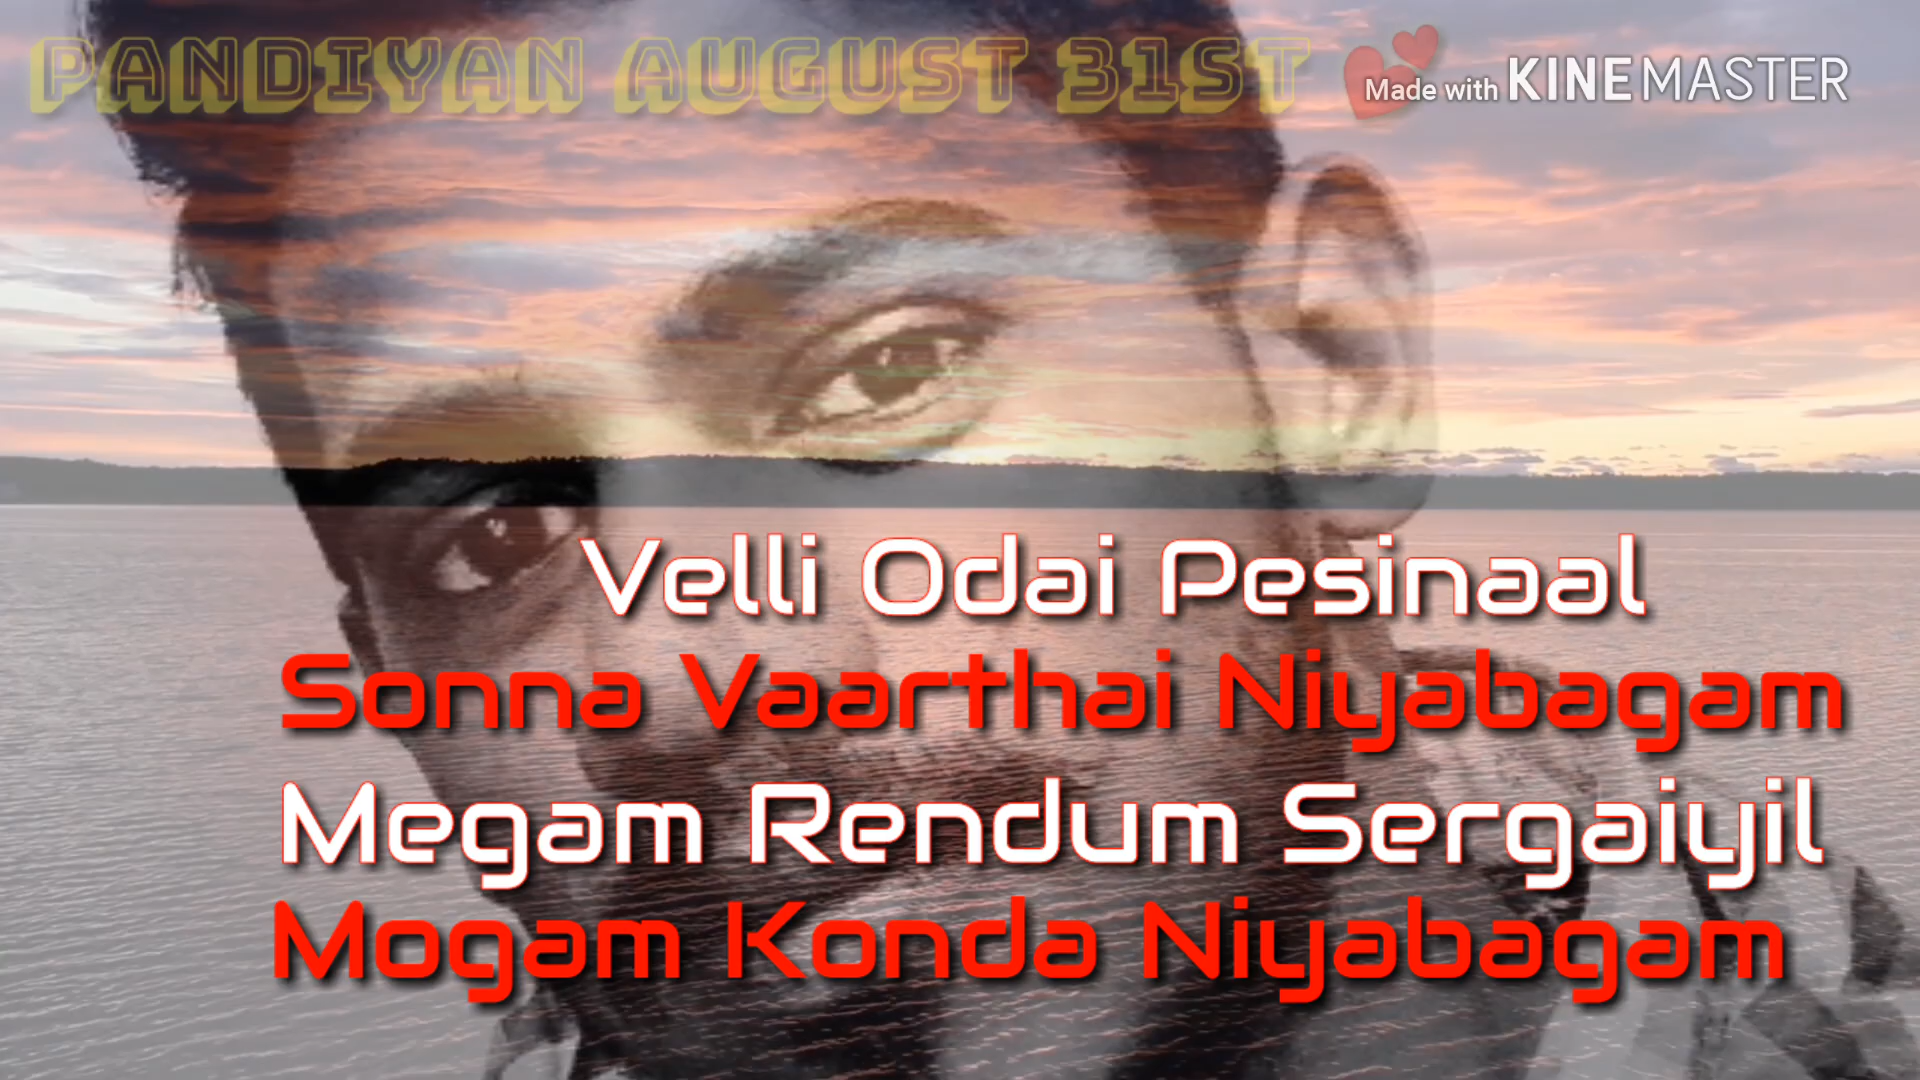 PANDIYAN AUGUST 31ST 💕
Made with KINEMASTER
Velli Odai Pesinaal
Sonna Vaarthai Niyabagam
Megam Rendum Sergaiyil
Mogam Konda Niyabagam